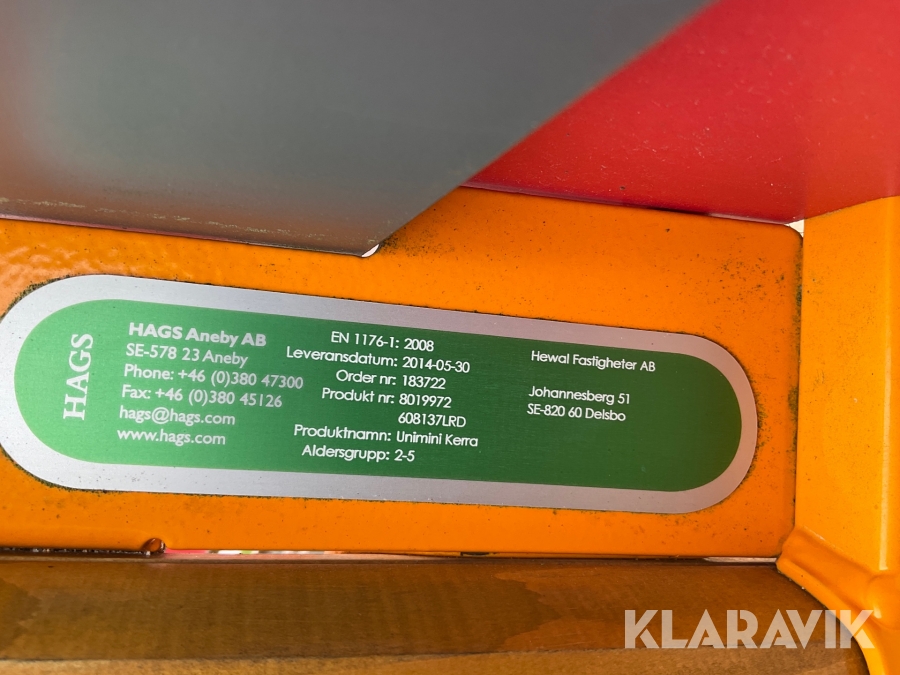 HAGS
HAGS Aneby AB
SE-578 23 Aneby
Phone: +46 (0)380 47300
Fax: +46 (0)380 45126
hags@hags.com
www.hags.com
EN 1176-1: 2008
Leveransdatum: 2014-05-30
Order nr: 183722
Produkt nr: 8019972
608137LRD
Produktnamn: Unimini Kerra
Aldersgrupp: 2-5
Hewal Fastigheter AB
Johannesberg 51
SE-820 60 Delsbo
KLARAVIK